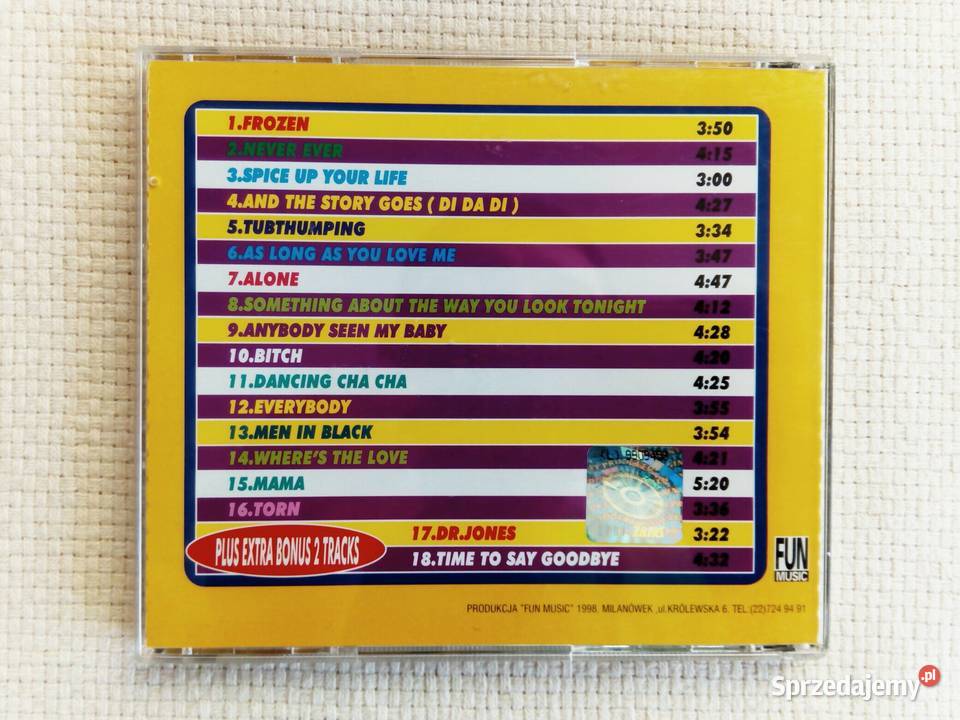 1.FROZEN 3:50
2.NEVER EVER 4:15
3.SPICE UP YOUR LIFE 3:00
4.AND THE STORY GOES ( DI DA DI ) 4:27
5.TUBTHUMPING 3:34
6.AS LONG AS YOU LOVE ME 3:47
7.ALONE 4:47
8.SOMETHING ABOUT THE WAY YOU LOOK TONIGHT 4:12
9.ANYBODY SEEN MY BABY 4:28
10.BITCH 4:20
11.DANCING CHA CHA 4:25
12.EVERYBODY 3:55
13.MEN IN BLACK 3:54
14.WHERE'S THE LOVE 4:21
15.MAMA 5:20
16.TORN 3:36
17.DR.JONES 3:22
PLUS EXTRA BONUS 2 TRACKS
18.TIME TO SAY GOODBYE 4:32
FUN
MUSIC
PRODUKCJA "FUN MUSIC" 1998. MILANÓWEK ,ul.KRÓLEWSKA 6. TEL.:(22)724 94 91
Sprzedajemy.pl